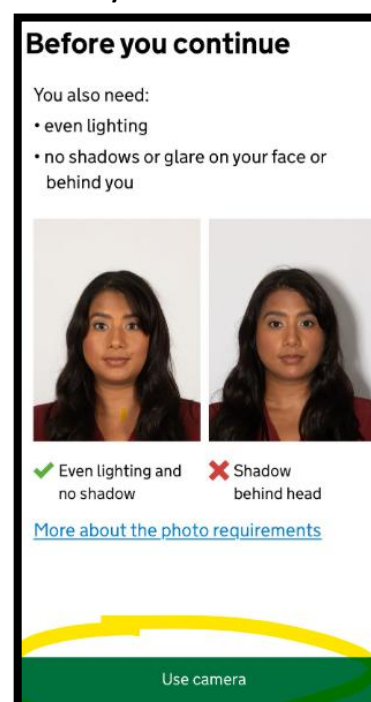 Before you continue
You also need:
• even lighting
• no shadows or glare on your face or
behind you
Even lighting and
no shadow
Shadow
behind head
More about the photo requirements
Use camera